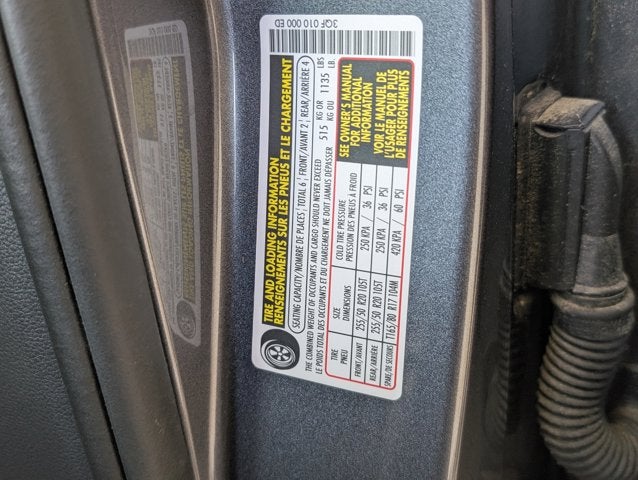 3QF 010 000 ED
TIRE AND LOADING INFORMATION
RENSEIGNEMENTS SUR LES PNEUS ET LE CHARGEMENT
SEATING CAPACITY/NOMBRE DE PLACES TOTAL 6 FRONT/AVANT 2 REAR/ARRIÈRE 4
THE COMBINED WEIGHT OF OCCUPANTS AND CARGO SHOULD NEVER EXCEED 515 KG OR 1135 LBS
LE POIDS TOTAL DES OCCUPANTS ET DU CHARGEMENT NE DOIT JAMAIS DEPASSER KG OU LB.
TIRE SIZE COLD TIRE PRESSURE
PNEU DIMENSIONS PRESSION DES PNEUS À FROID
FRONT/AVANT 255/50 R20 105T 250 KPA / 36 PSI
REAR/ARRIÈRE 255/50 R20 105T 250 KPA / 36 PSI
SPARE/DE SECOURS T165/80 R17 104M 420 KPA / 60 PSI
SEE OWNER'S MANUAL
FOR ADDITIONAL
INFORMATION
VOIR LE MANUEL DE
L'USAGER POUR PLUS
DE RENSEIGNEMENTS